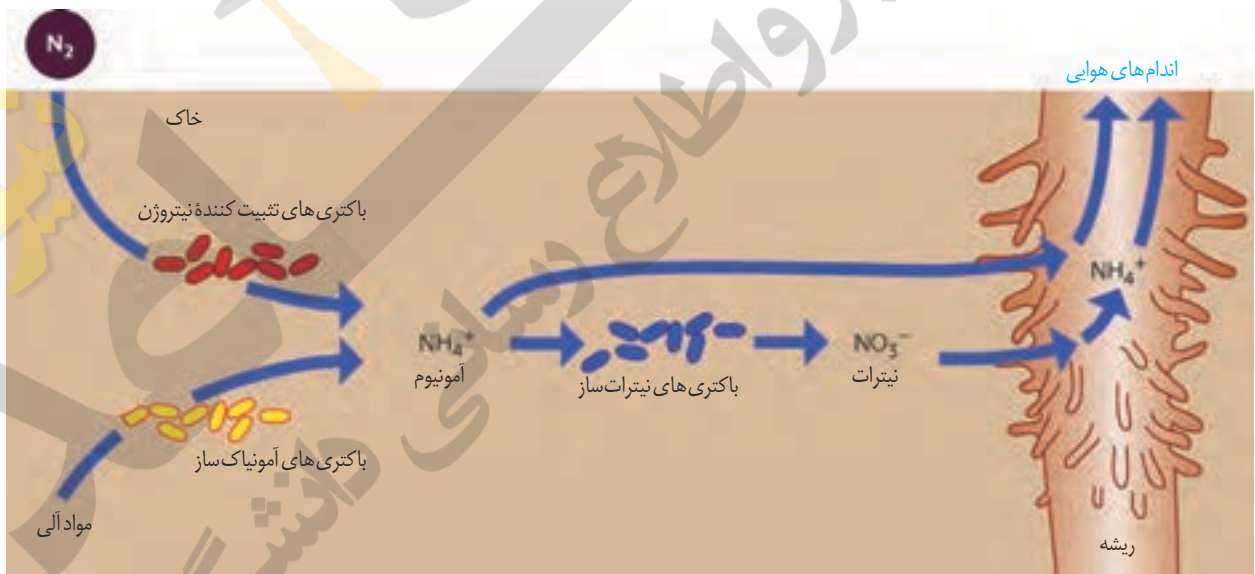 N₂
اندام‌های هوایی
خاک
باکتری‌های تثبیت کنندهٔ نیتروژن
NH₄⁺
NH₄⁺
آمونیوم
باکتری‌های نیترات‌ساز
NO₃⁻
نیترات
باکتری‌های آمونیاک‌ساز
مواد آلی
ریشه